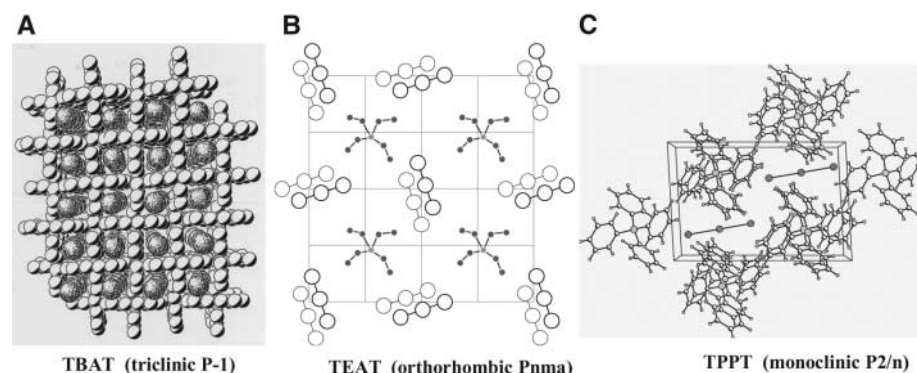 A
B
C
TBAT (triclinic P-1)
TEAT (orthorhombic Pnma)
TPPT (monoclinic P2/n)